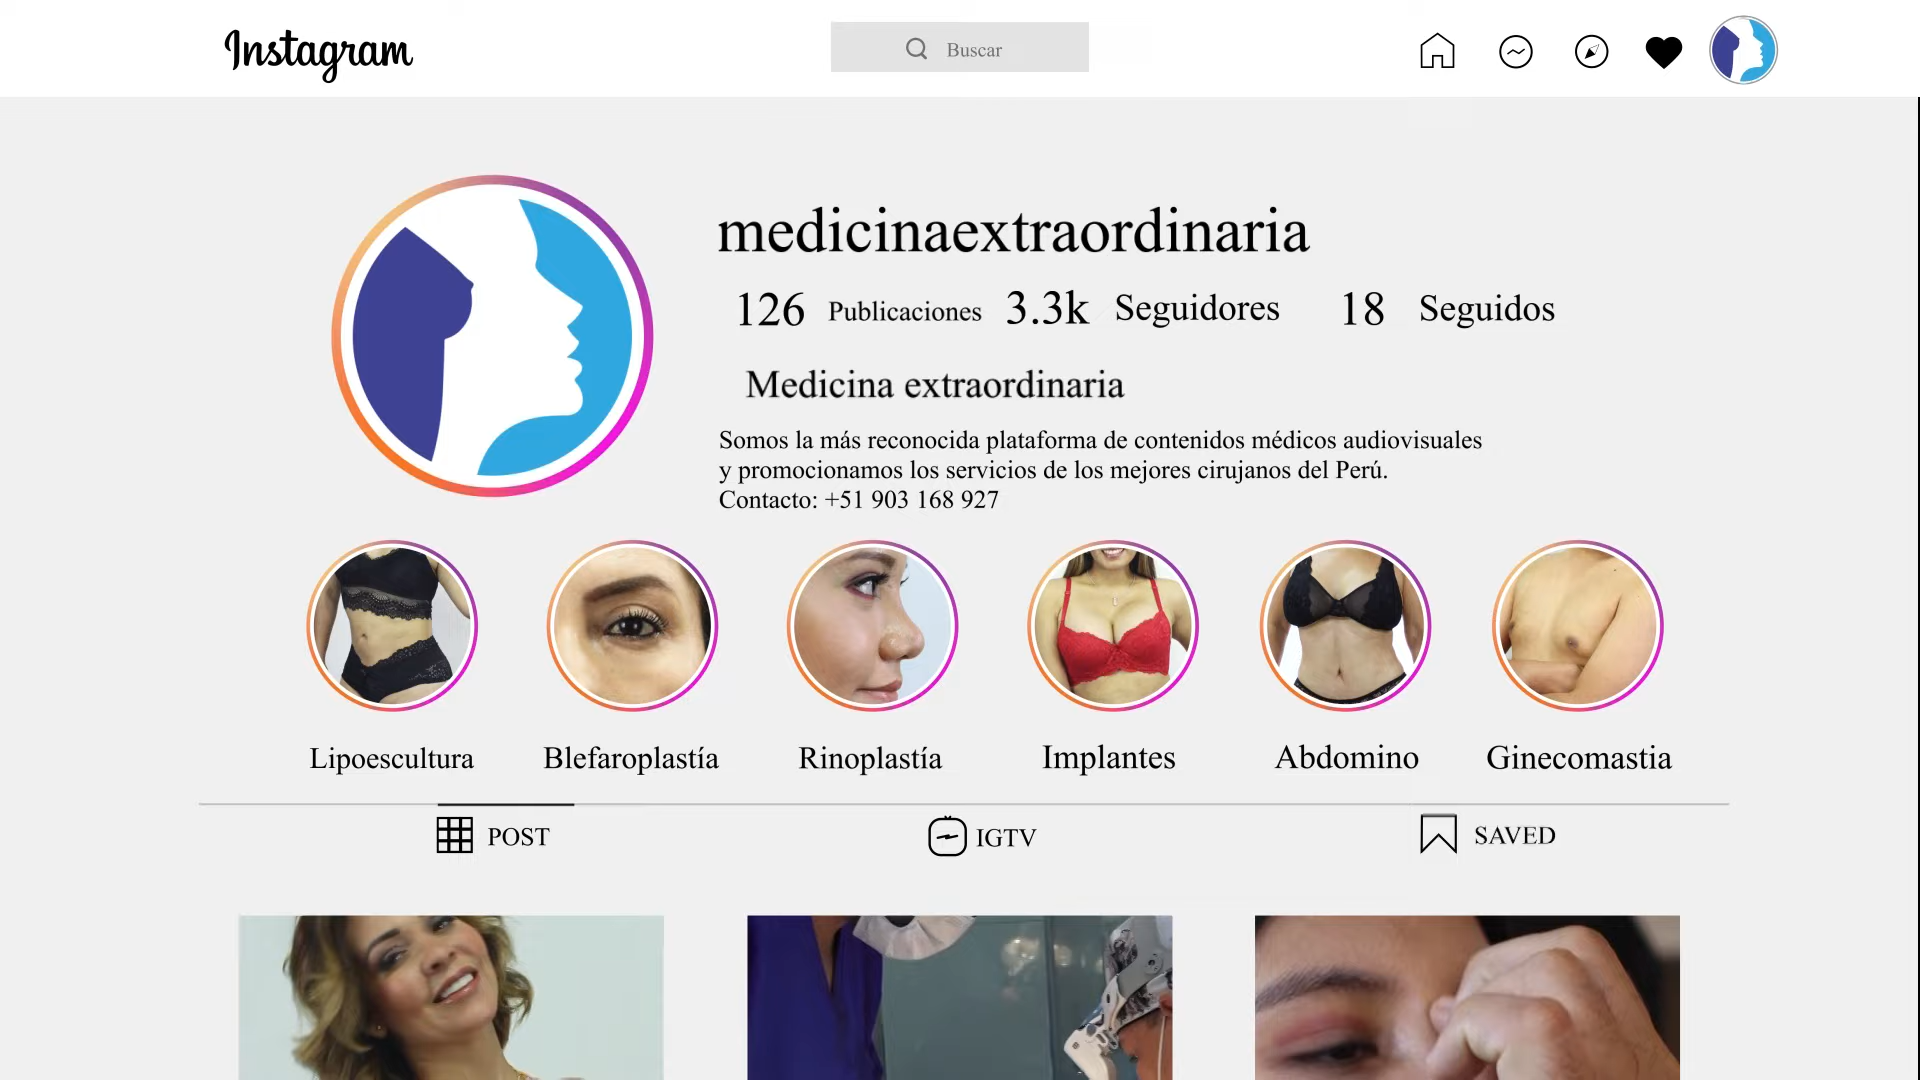 Instagram
Buscar
medicinaextraordinaria
126 Publicaciones 3.3k Seguidores 18 Seguidos
Medicina extraordinaria
Somos la más reconocida plataforma de contenidos médicos audiovisuales
y promocionamos los servicios de los mejores cirujanos del Perú.
Contacto: +51 903 168 927
Lipoescultura Blefaroplastía Rinoplastía Implantes Abdomino Ginecomastia
POST IGTV SAVED